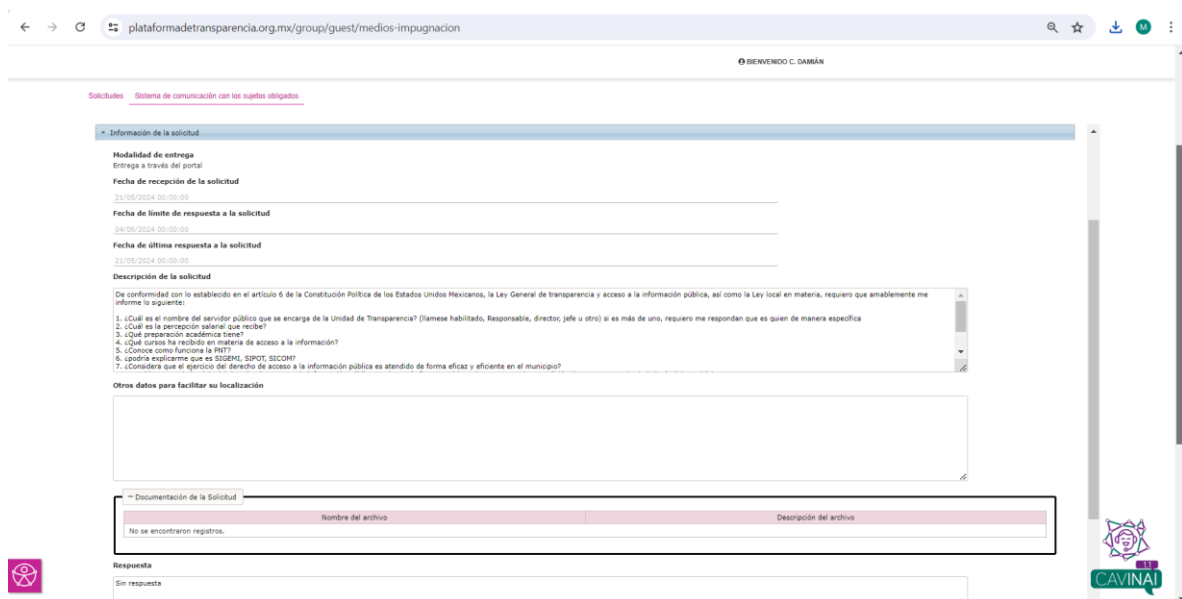 plataformadetransparencia.org.mx/group/guest/medios-impugnacion
M
BIENVENIDO C. DAMIÁN
Solicitudes Sistema de comunicación con los sujetos obligados
Información de la solicitud
Modalidad de entrega
Entrega a través del portal
Fecha de recepción de la solicitud
21/05/2024 00:00:00
Fecha de límite de respuesta a la solicitud
04/06/2024 00:00:00
Fecha de última respuesta a la solicitud
21/05/2024 00:00:00
Descripción de la solicitud
De conformidad con lo establecido en el artículo 6 de la Constitución Política de los Estados Unidos Mexicanos, la Ley General de transparencia y acceso a la información pública, así como la Ley local en materia, requiero que amablemente me
informe lo siguiente:
1. ¿Cuál es el nombre del servidor público que se encarga de la Unidad de Transparencia? (llamese habilitado, Responsable, director, jefe u otro) si es más de uno, requiero me respondan que es quien de manera específica
2. ¿Cuál es la percepción salarial que recibe?
3. ¿Qué preparación académica tiene?
4. ¿Qué cursos ha recibido en materia de acceso a la información?
5. ¿Conoce como funciona la PNT?
6. ¿podría explicarme que es SIGEMI, SIPOT, SICOM?
7. ¿Considera que el ejercicio del derecho de acceso a la información pública es atendido de forma eficaz y eficiente en el municipio?
Otros datos para facilitar su localización
Documentación de la Solicitud
Nombre del archivo Descripción del archivo
No se encontraron registros.
Respuesta
Sin respuesta
1.1
CAVINAI